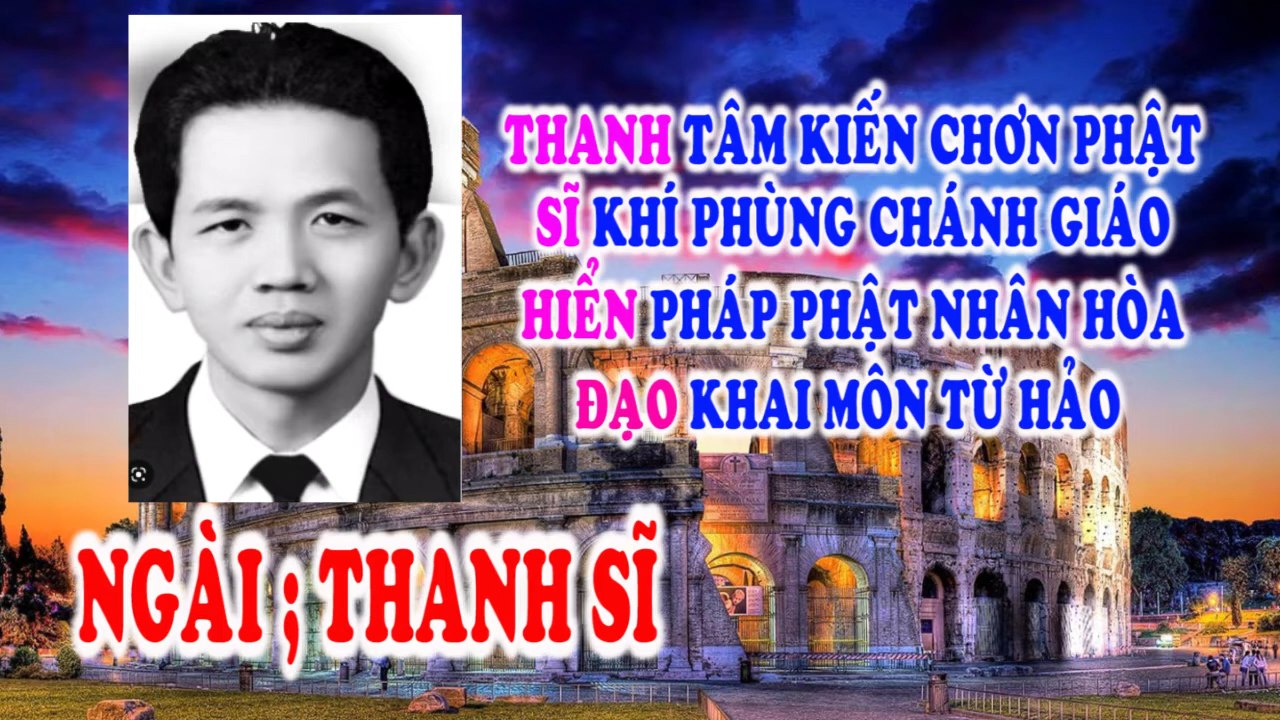 THANH TÂM KIẾN CHƠN PHẬT
SĨ KHÍ PHÙNG CHÁNH GIÁO
HIỂN PHÁP PHẬT NHÂN HÒA
ĐẠO KHAI MÔN TỪ HẢO
NGÀI ; THANH SĨ